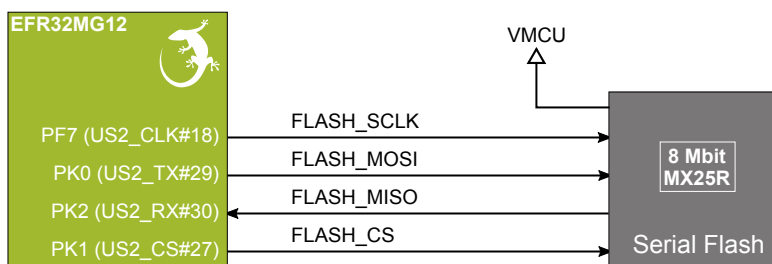 EFR32MG12
VMCU
PF7 (US2_CLK#18)
FLASH_SCLK
PK0 (US2_TX#29)
FLASH_MOSI
PK2 (US2_RX#30)
FLASH_MISO
PK1 (US2_CS#27)
FLASH_CS
8 Mbit
MX25R
Serial Flash